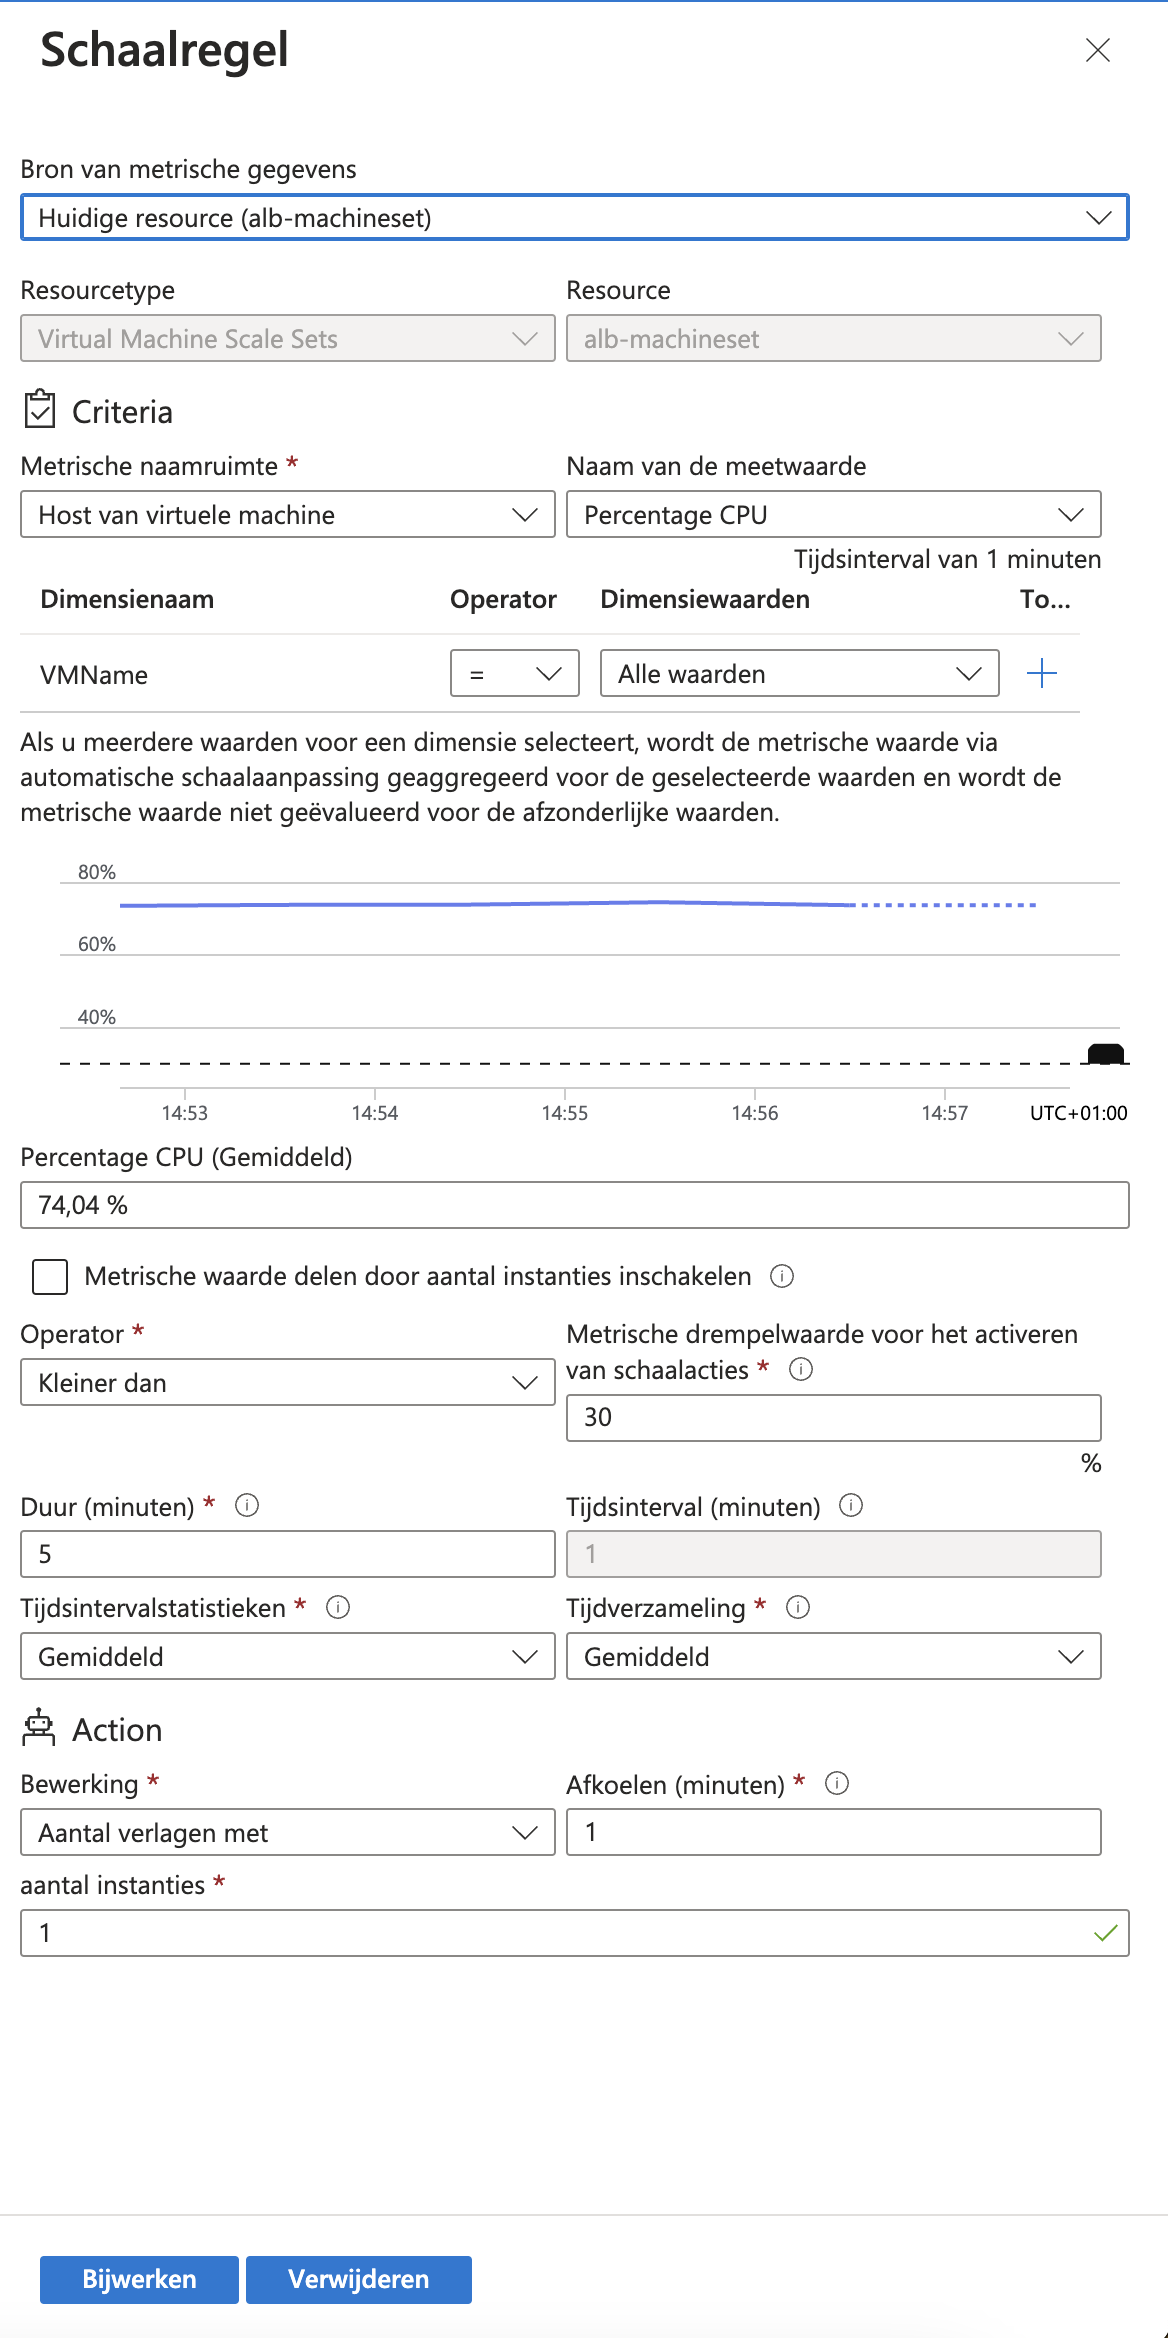 Schaalregel
Bron van metrische gegevens
Huidige resource (alb-machineset)
Resourcetype
Resource
Virtual Machine Scale Sets
alb-machineset
Criteria
Metrische naamruimte *
Naam van de meetwaarde
Host van virtuele machine
Percentage CPU
Tijdsinterval van 1 minuten
Dimensienaam
Operator
Dimensiewaarden
To...
VMName
=
Alle waarden
Als u meerdere waarden voor een dimensie selecteert, wordt de metrische waarde via
automatische schaalaanpassing geaggregeerd voor de geselecteerde waarden en wordt de
metrische waarde niet geëvalueerd voor de afzonderlijke waarden.
80%
60%
40%
14:53
14:54
14:55
14:56
14:57
UTC+01:00
Percentage CPU (Gemiddeld)
74,04 %
Metrische waarde delen door aantal instanties inschakelen
Operator *
Metrische drempelwaarde voor het activeren
van schaalacties *
Kleiner dan
30
%
Duur (minuten) *
Tijdsinterval (minuten)
5
1
Tijdsintervalstatistieken *
Tijdverzameling *
Gemiddeld
Gemiddeld
Action
Bewerking *
Afkoelen (minuten) *
Aantal verlagen met
1
aantal instanties *
1
Bijwerken
Verwijderen